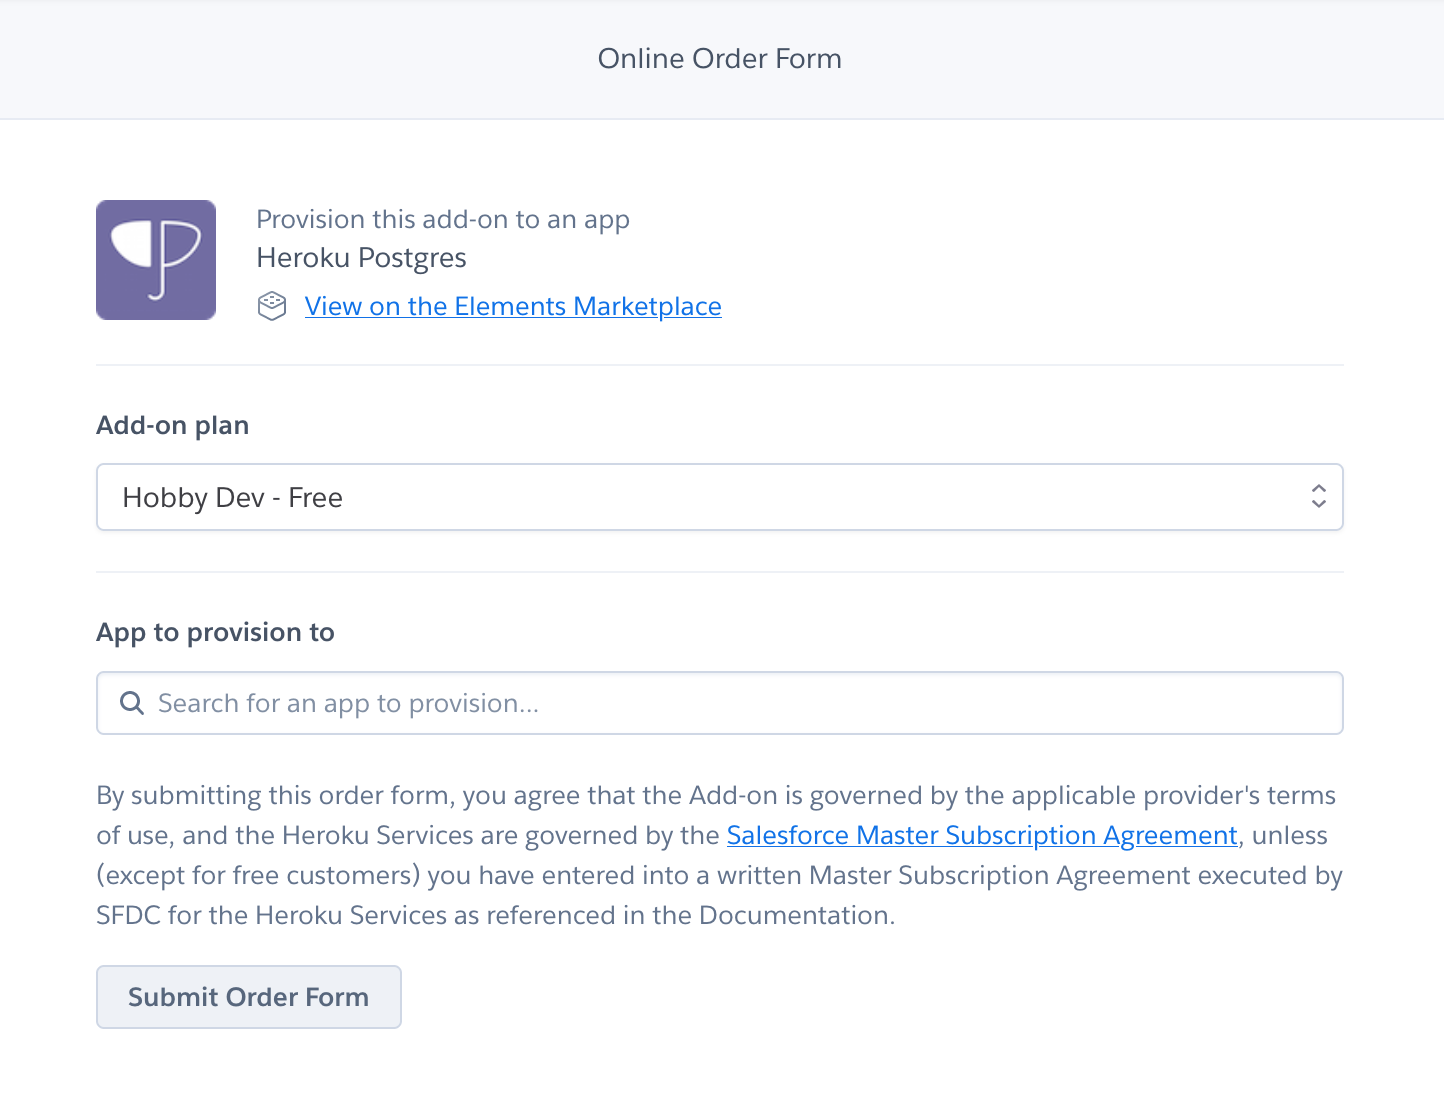 Online Order Form
Provision this add-on to an app
Heroku Postgres
View on the Elements Marketplace
Add-on plan
Hobby Dev - Free
App to provision to
Search for an app to provision...
By submitting this order form, you agree that the Add-on is governed by the applicable provider's terms
of use, and the Heroku Services are governed by the Salesforce Master Subscription Agreement, unless
(except for free customers) you have entered into a written Master Subscription Agreement executed by
SFDC for the Heroku Services as referenced in the Documentation.
Submit Order Form